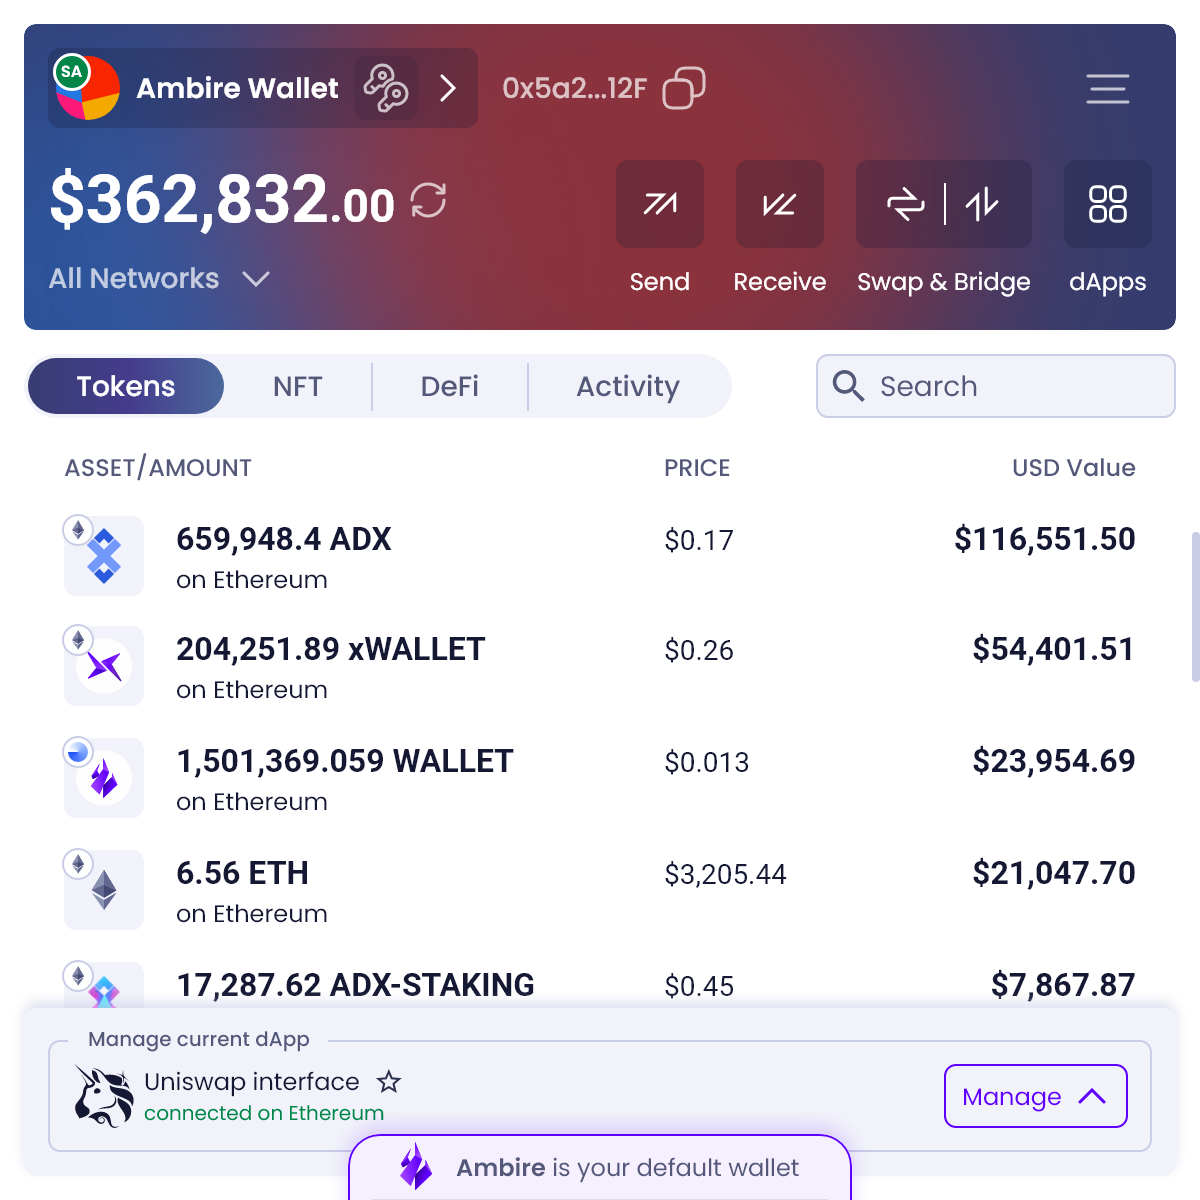 SA
Ambire Wallet
0x5a2...12F
$362,832.00
All Networks
Send
Receive
Swap & Bridge
dApps
Tokens
NFT
DeFi
Activity
Search
ASSET/AMOUNT
PRICE
USD Value
659,948.4 ADX
on Ethereum
$0.17
$116,551.50
204,251.89 xWALLET
on Ethereum
$0.26
$54,401.51
1,501,369.059 WALLET
on Ethereum
$0.013
$23,954.69
6.56 ETH
on Ethereum
$3,205.44
$21,047.70
17,287.62 ADX-STAKING
$0.45
$7,867.87
Manage current dApp
Uniswap interface
connected on Ethereum
Manage
Ambire is your default wallet